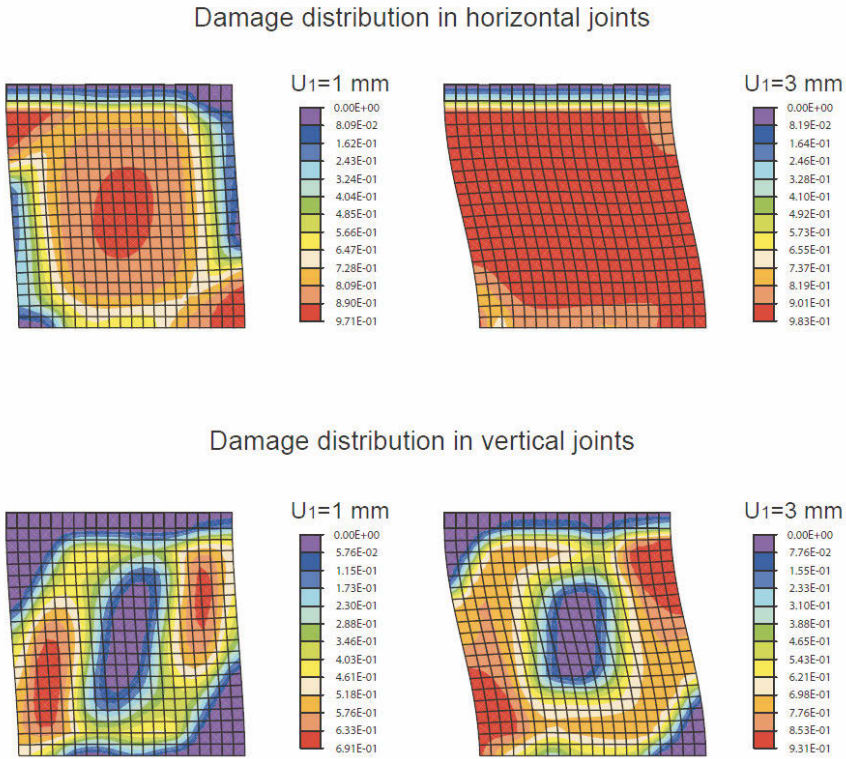 Damage distribution in horizontal joints
U1=1 mm
0.00E+00
8.09E-02
1.62E-01
2.43E-01
3.24E-01
4.04E-01
4.85E-01
5.66E-01
6.47E-01
7.28E-01
8.09E-01
8.90E-01
9.71E-01
U1=3 mm
0.00E+00
8.19E-02
1.64E-01
2.46E-01
3.28E-01
4.10E-01
4.92E-01
5.73E-01
6.55E-01
7.37E-01
8.19E-01
9.01E-01
9.83E-01
Damage distribution in vertical joints
U1=1 mm
0.00E+00
5.76E-02
1.15E-01
1.73E-01
2.30E-01
2.88E-01
3.46E-01
4.03E-01
4.61E-01
5.18E-01
5.76E-01
6.33E-01
6.91E-01
U1=3 mm
0.00E+00
7.76E-02
1.55E-01
2.33E-01
3.10E-01
3.88E-01
4.65E-01
5.43E-01
6.21E-01
6.98E-01
7.76E-01
8.53E-01
9.31E-01